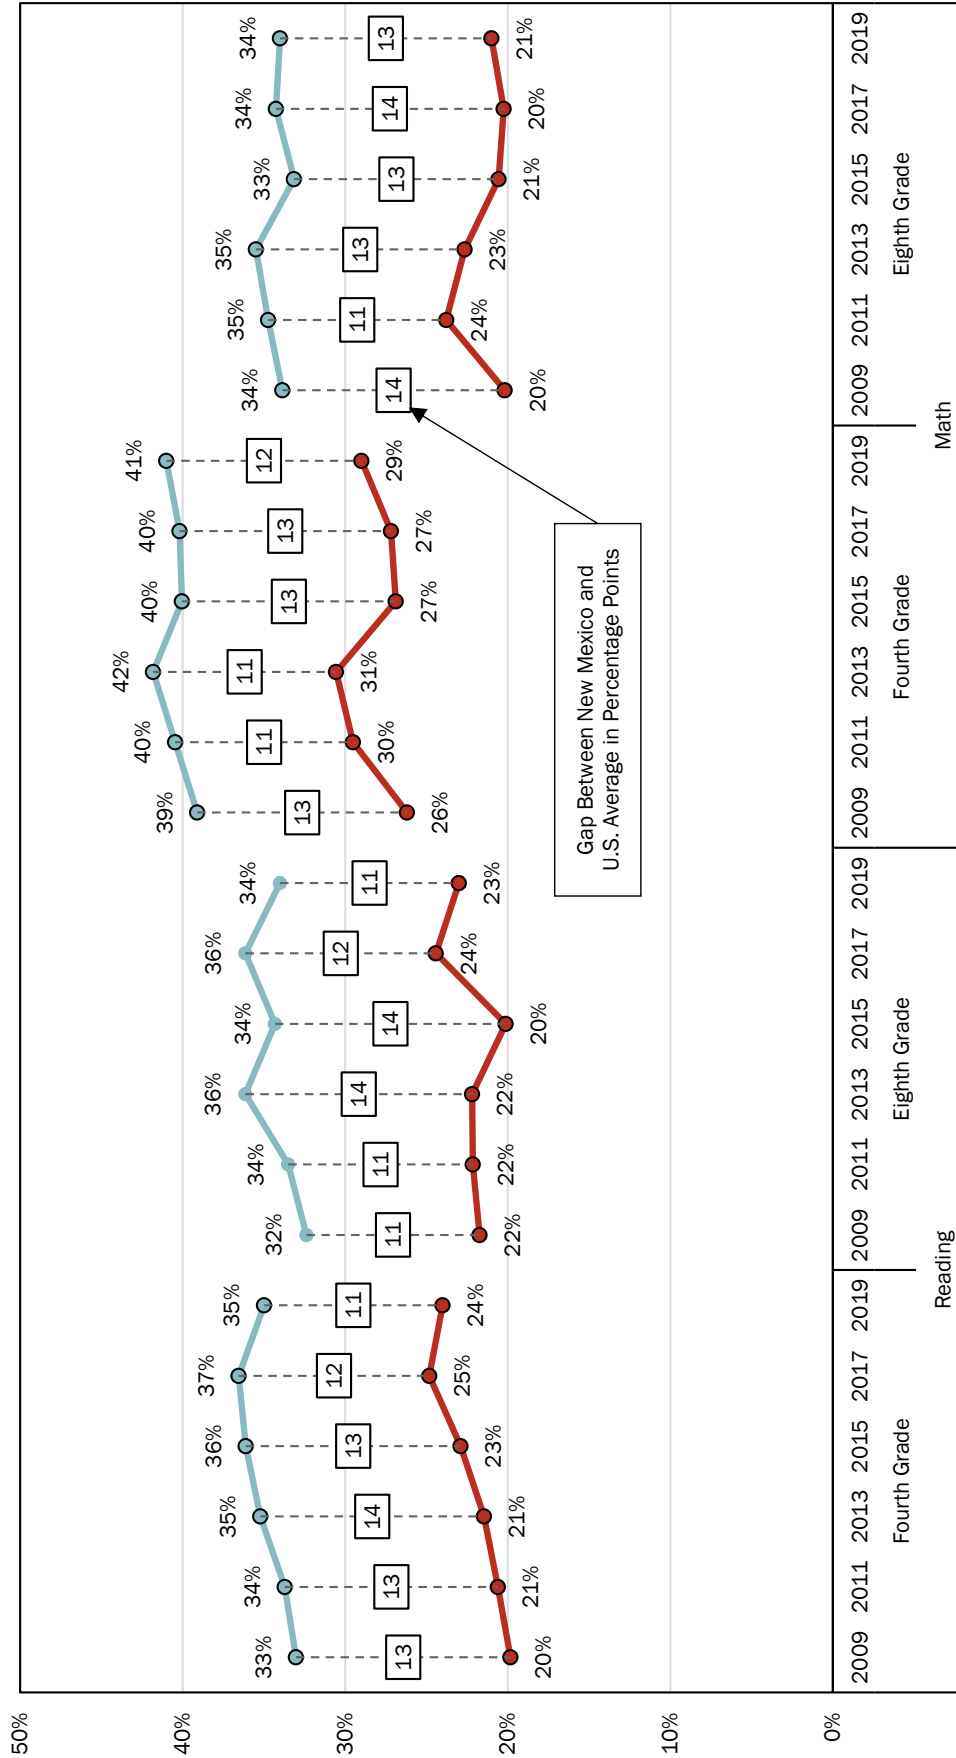 50%
40%
30%
20%
10%
0%
33% 34% 35% 36% 37% 35%
13 13 14 13 12 11
20% 21% 21% 23% 25% 24%
32% 34% 36% 34% 36% 34%
11 11 14 14 12 11
22% 22% 22% 20% 24% 23%
39% 40% 42% 40% 40% 41%
13 11 11 13 13 12
26% 30% 31% 27% 27% 29%
34% 35% 35% 33% 34% 34%
14 11 13 13 14 13
20% 24% 23% 21% 20% 21%
Gap Between New Mexico and
U.S. Average in Percentage Points
2009 2011 2013 2015 2017 2019 2009 2011 2013 2015 2017 2019 2009 2011 2013 2015 2017 2019 2009 2011 2013 2015 2017 2019
Fourth Grade Eighth Grade Fourth Grade Eighth Grade
Reading Math